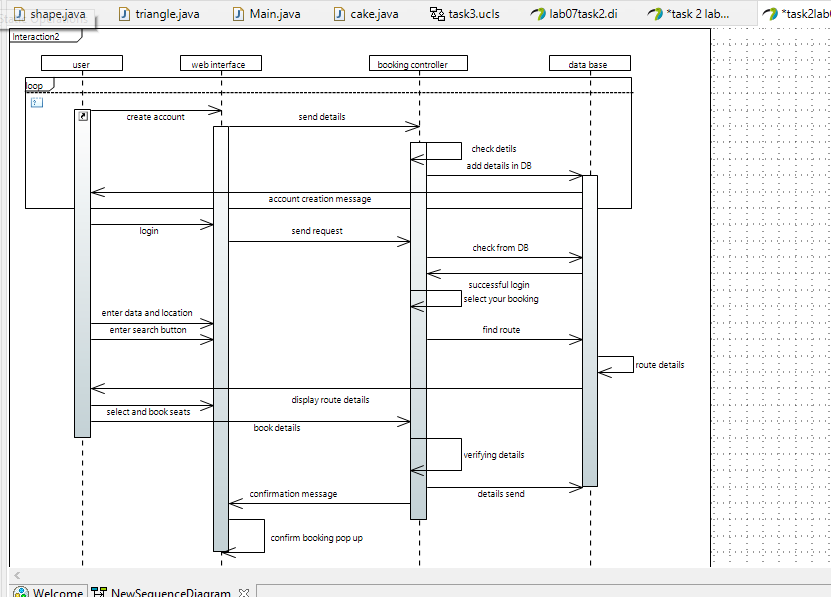 shape.java
triangle.java
Main.java
cake.java
task3.ucls
lab07task2.di
*task 2 lab...
*task2lab0
Interaction2
user
web interface
booking controller
data base
loop
create account
send details
check detils
add details in DB
account creation message
login
send request
check from DB
successful login
select your booking
enter data and location
enter search button
find route
route details
display route details
select and book seats
book details
verifying details
confirmation message
details send
confirm booking pop up
Welcome
NewSequenceDiagram